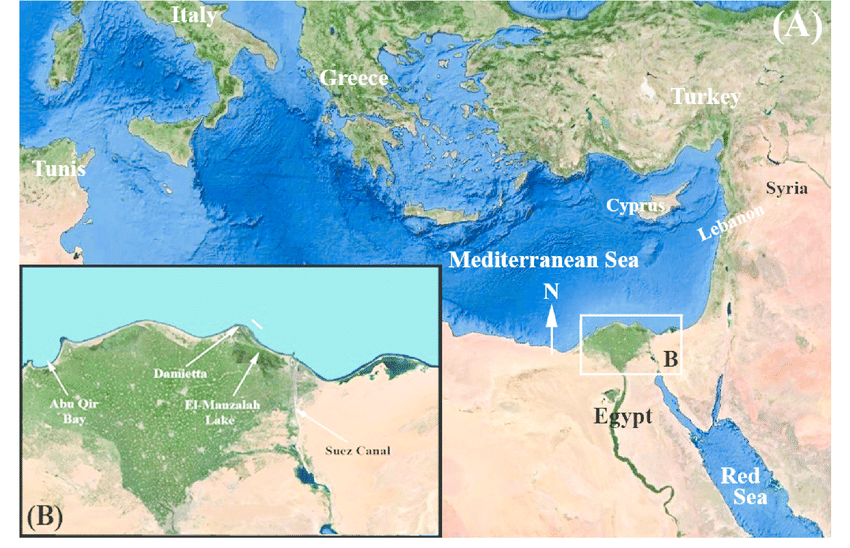 (A)
Italy
Greece
Turkey
Tunis
Syria
Cyprus
Lebanon
Mediterranean Sea
N
B
Egypt
Red
Sea
Damietta
Abu Qir
Bay
El-Manzalah
Lake
Suez Canal
(B)